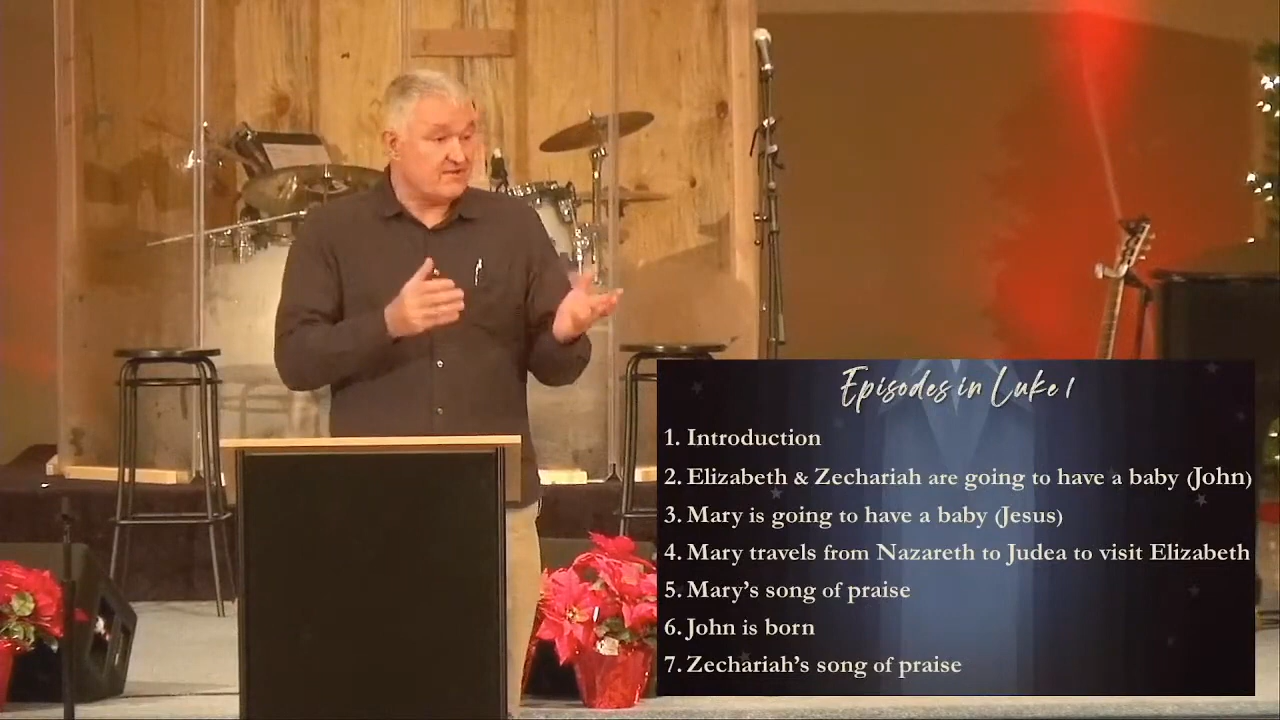 Episodes in Luke 1
1. Introduction
2. Elizabeth & Zechariah are going to have a baby (John)
3. Mary is going to have a baby (Jesus)
4. Mary travels from Nazareth to Judea to visit Elizabeth
5. Mary’s song of praise
6. John is born
7. Zechariah’s song of praise